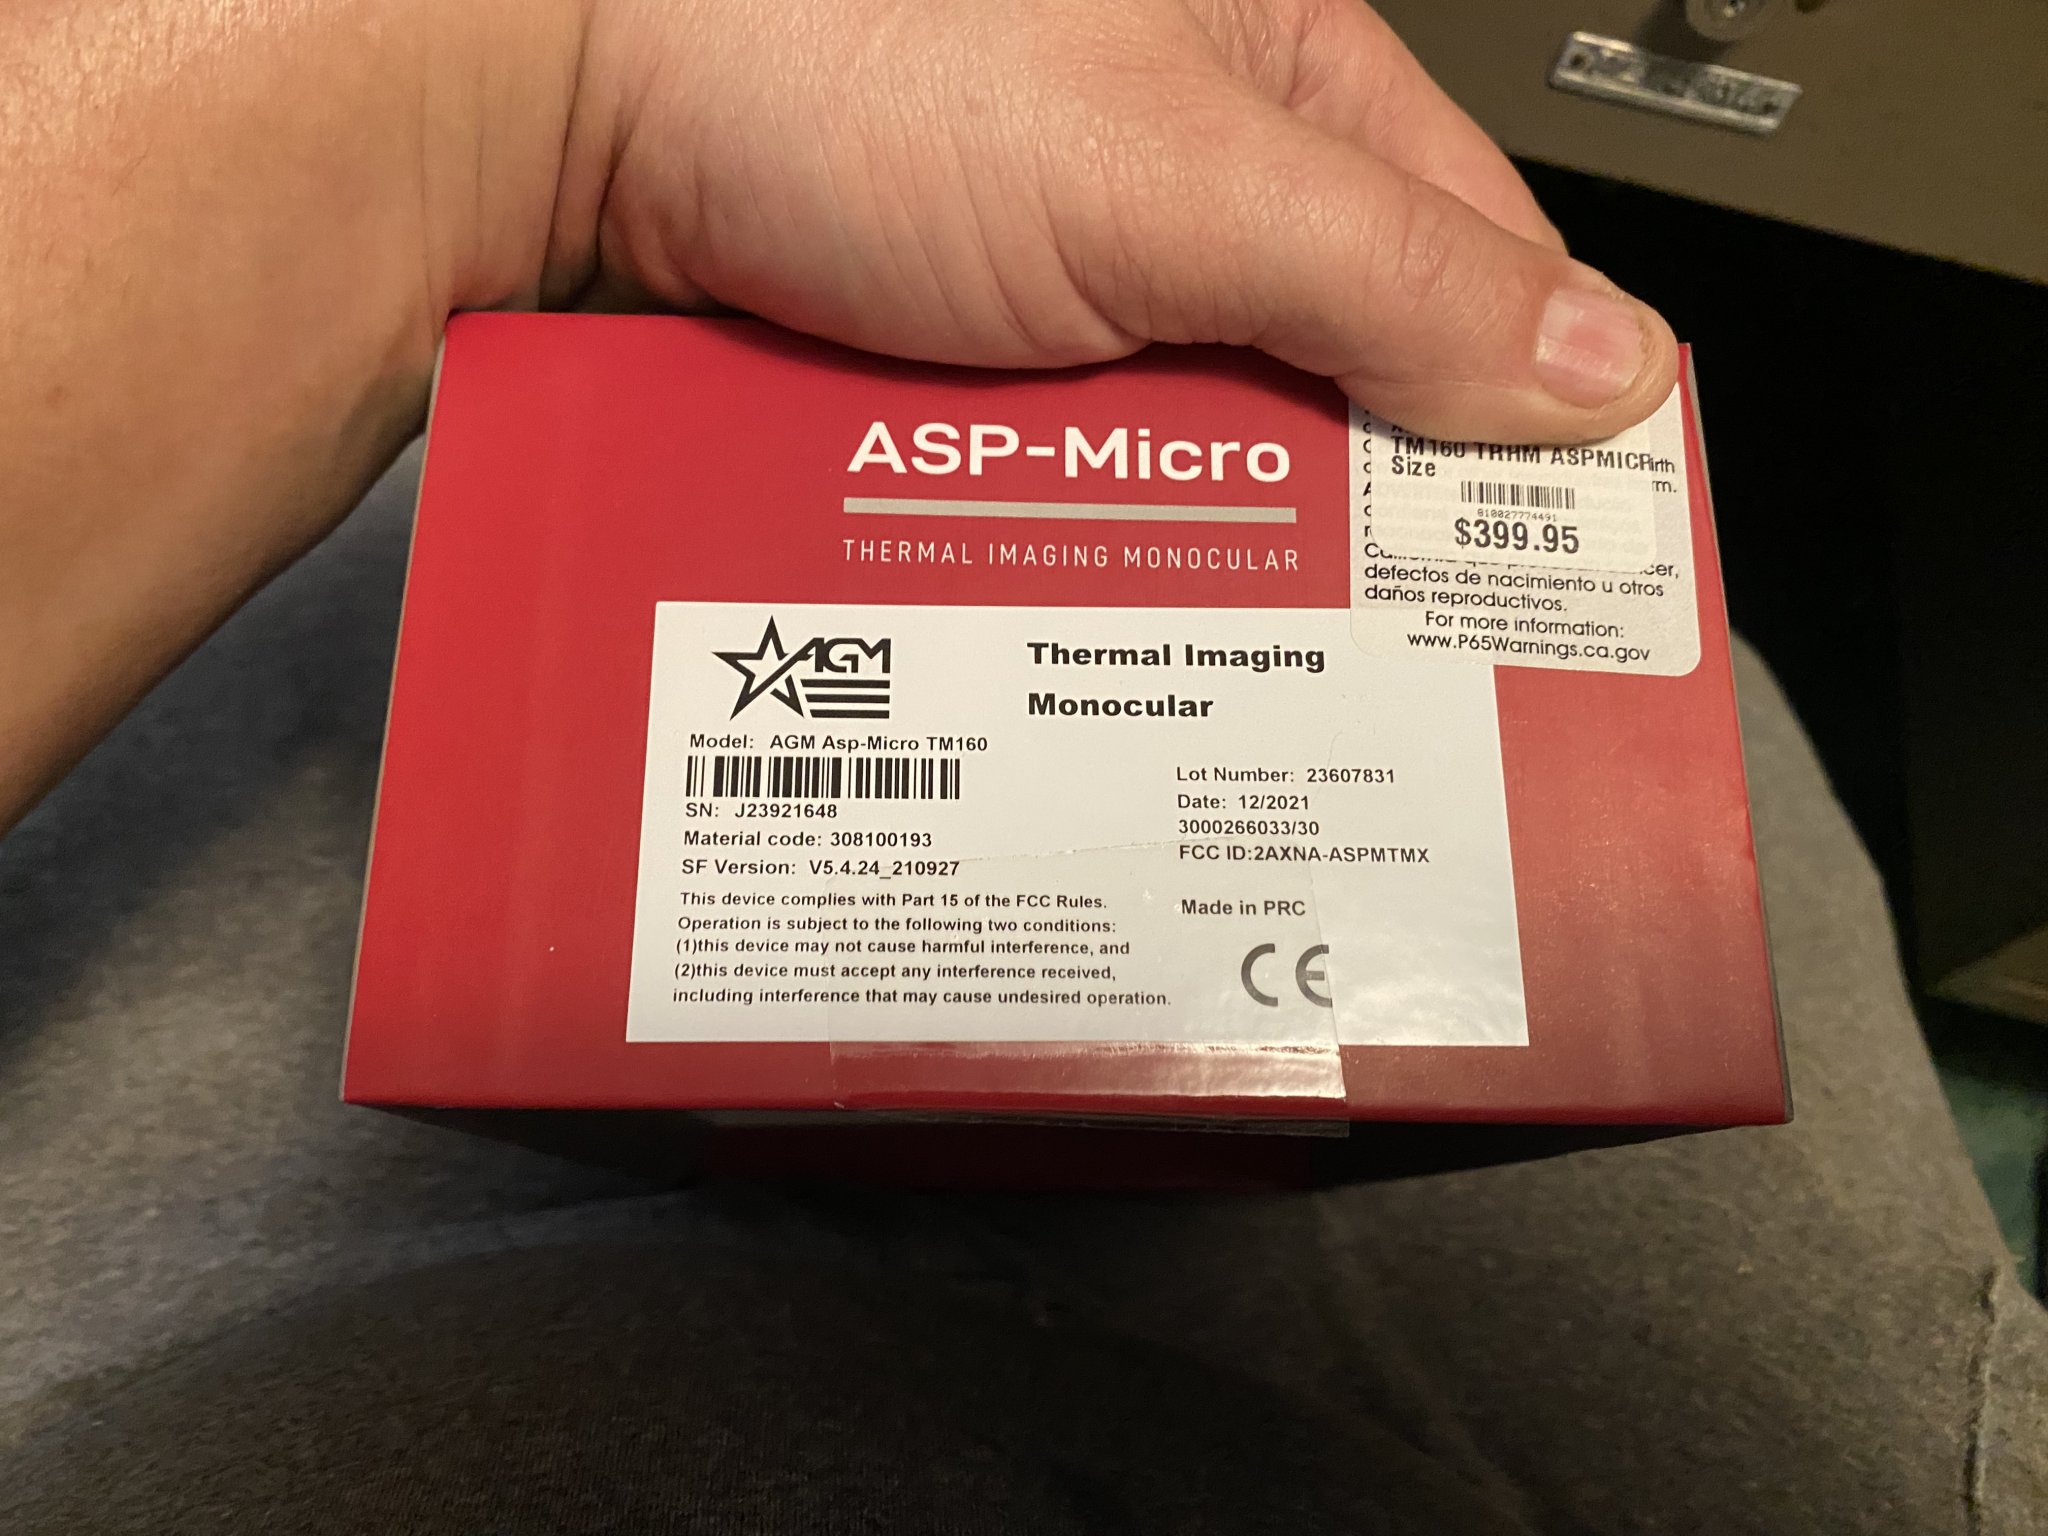 ASP-Micro
THERMAL IMAGING MONOCULAR
TM160 TRHM ASPMICR
Size
810027774491
$399.95
irth
rm.
cer,
defectos de nacimiento u otros
daños reproductivos.
For more information:
www.P65Warnings.ca.gov
AGM
Thermal Imaging
Monocular
Model: AGM Asp-Micro TM160
SN: J23921648
Material code: 308100193
SF Version: V5.4.24_210927
Lot Number: 23607831
Date: 12/2021
3000266033/30
FCC ID:2AXNA-ASPMTMX
This device complies with Part 15 of the FCC Rules.
Operation is subject to the following two conditions:
(1)this device may not cause harmful interference, and
(2)this device must accept any interference received,
including interference that may cause undesired operation.
Made in PRC
CE